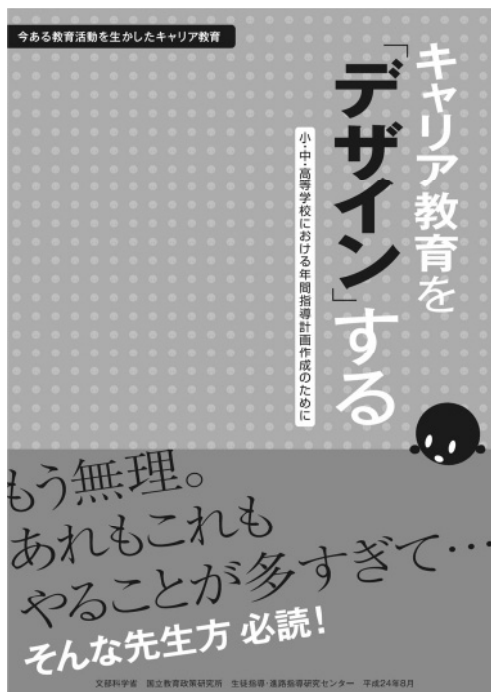 今ある教育活動を生かしたキャリア教育
キャリア教育を
「デザイン」する
小・中・高等学校における年間指導計画作成のために
もう無理。
あれもこれも
やることが多すぎて…
そんな先生方 必読！
文部科学省　国立教育政策研究所　生徒指導・進路指導研究センター　平成24年8月